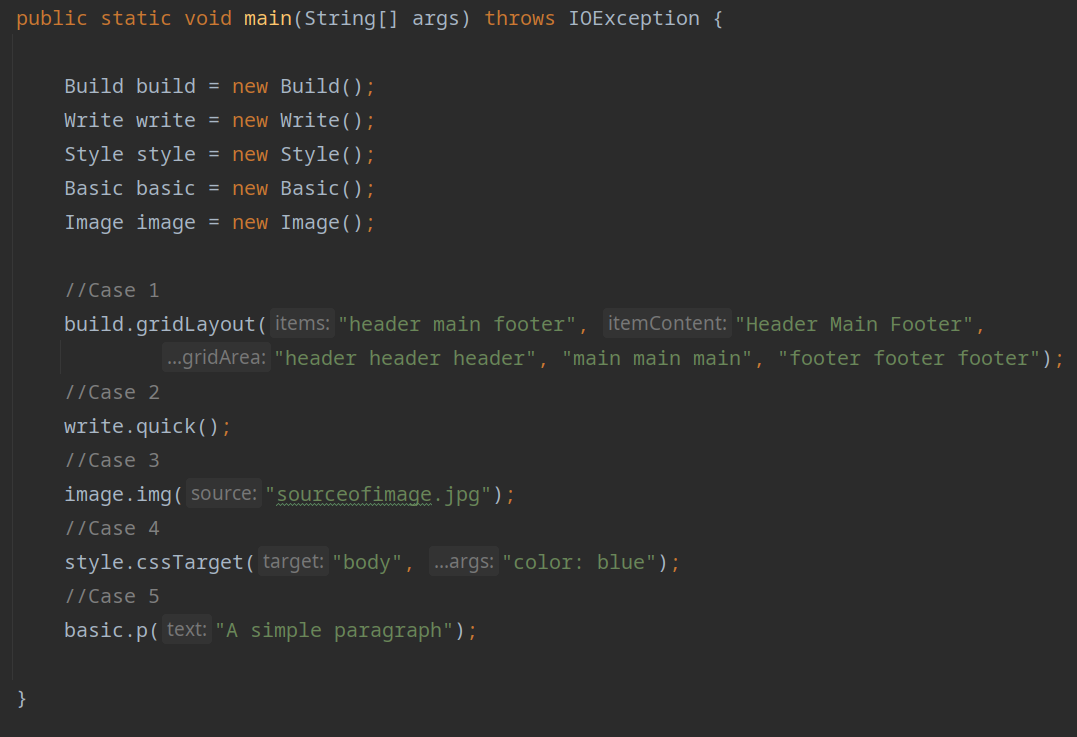 public static void main(String[] args) throws IOException {
Build build = new Build();
Write write = new Write();
Style style = new Style();
Basic basic = new Basic();
Image image = new Image();
//Case 1
build.gridLayout( items: "header main footer", itemContent: "Header Main Footer",
...gridArea: "header header header", "main main main", "footer footer footer");
//Case 2
write.quick();
//Case 3
image.img( source: "sourceofimage.jpg");
//Case 4
style.cssTarget( target: "body", ...args: "color: blue");
//Case 5
basic.p( text: "A simple paragraph");
}